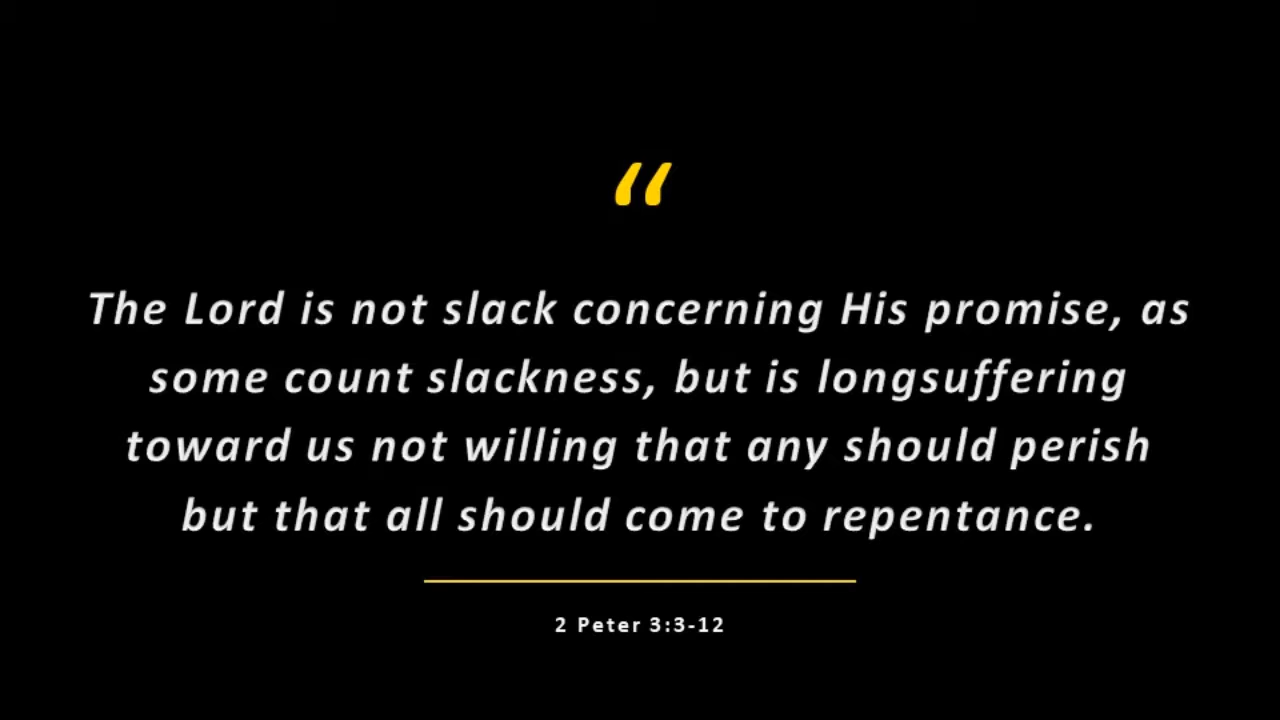 “
The Lord is not slack concerning His promise, as
some count slackness, but is longsuffering
toward us not willing that any should perish
but that all should come to repentance.
2 Peter 3:3-12